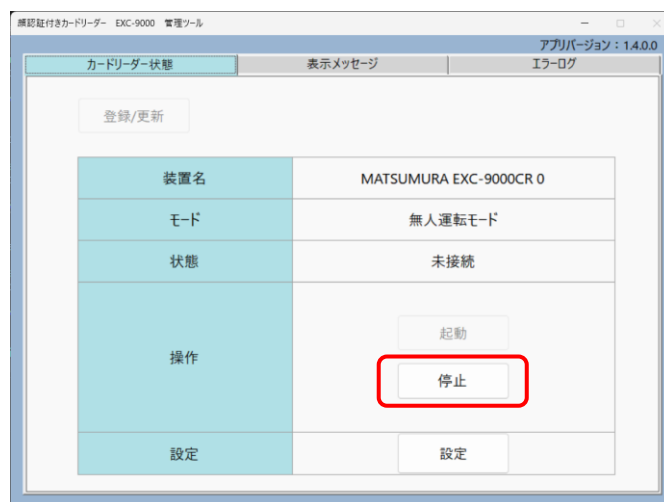 顔認証付きカードリーダー EXC-9000 管理ツール
アプリバージョン：1.4.0.0
カードリーダー状態 表示メッセージ エラーログ
登録/更新
装置名 MATSUMURA EXC-9000CR 0
モード 無人運転モード
状態 未接続
起動
操作
停止
設定 設定